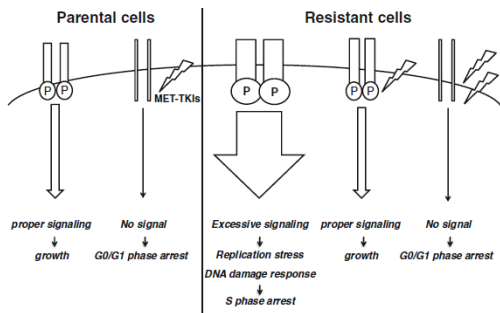 Parental cells
Resistant cells
P P
MET-TKIs
P P
P P
proper signaling
growth
No signal
G0/G1 phase arrest
Excessive signaling
Replication stress
DNA damage response
S phase arrest
proper signaling
growth
No signal
G0/G1 phase arrest